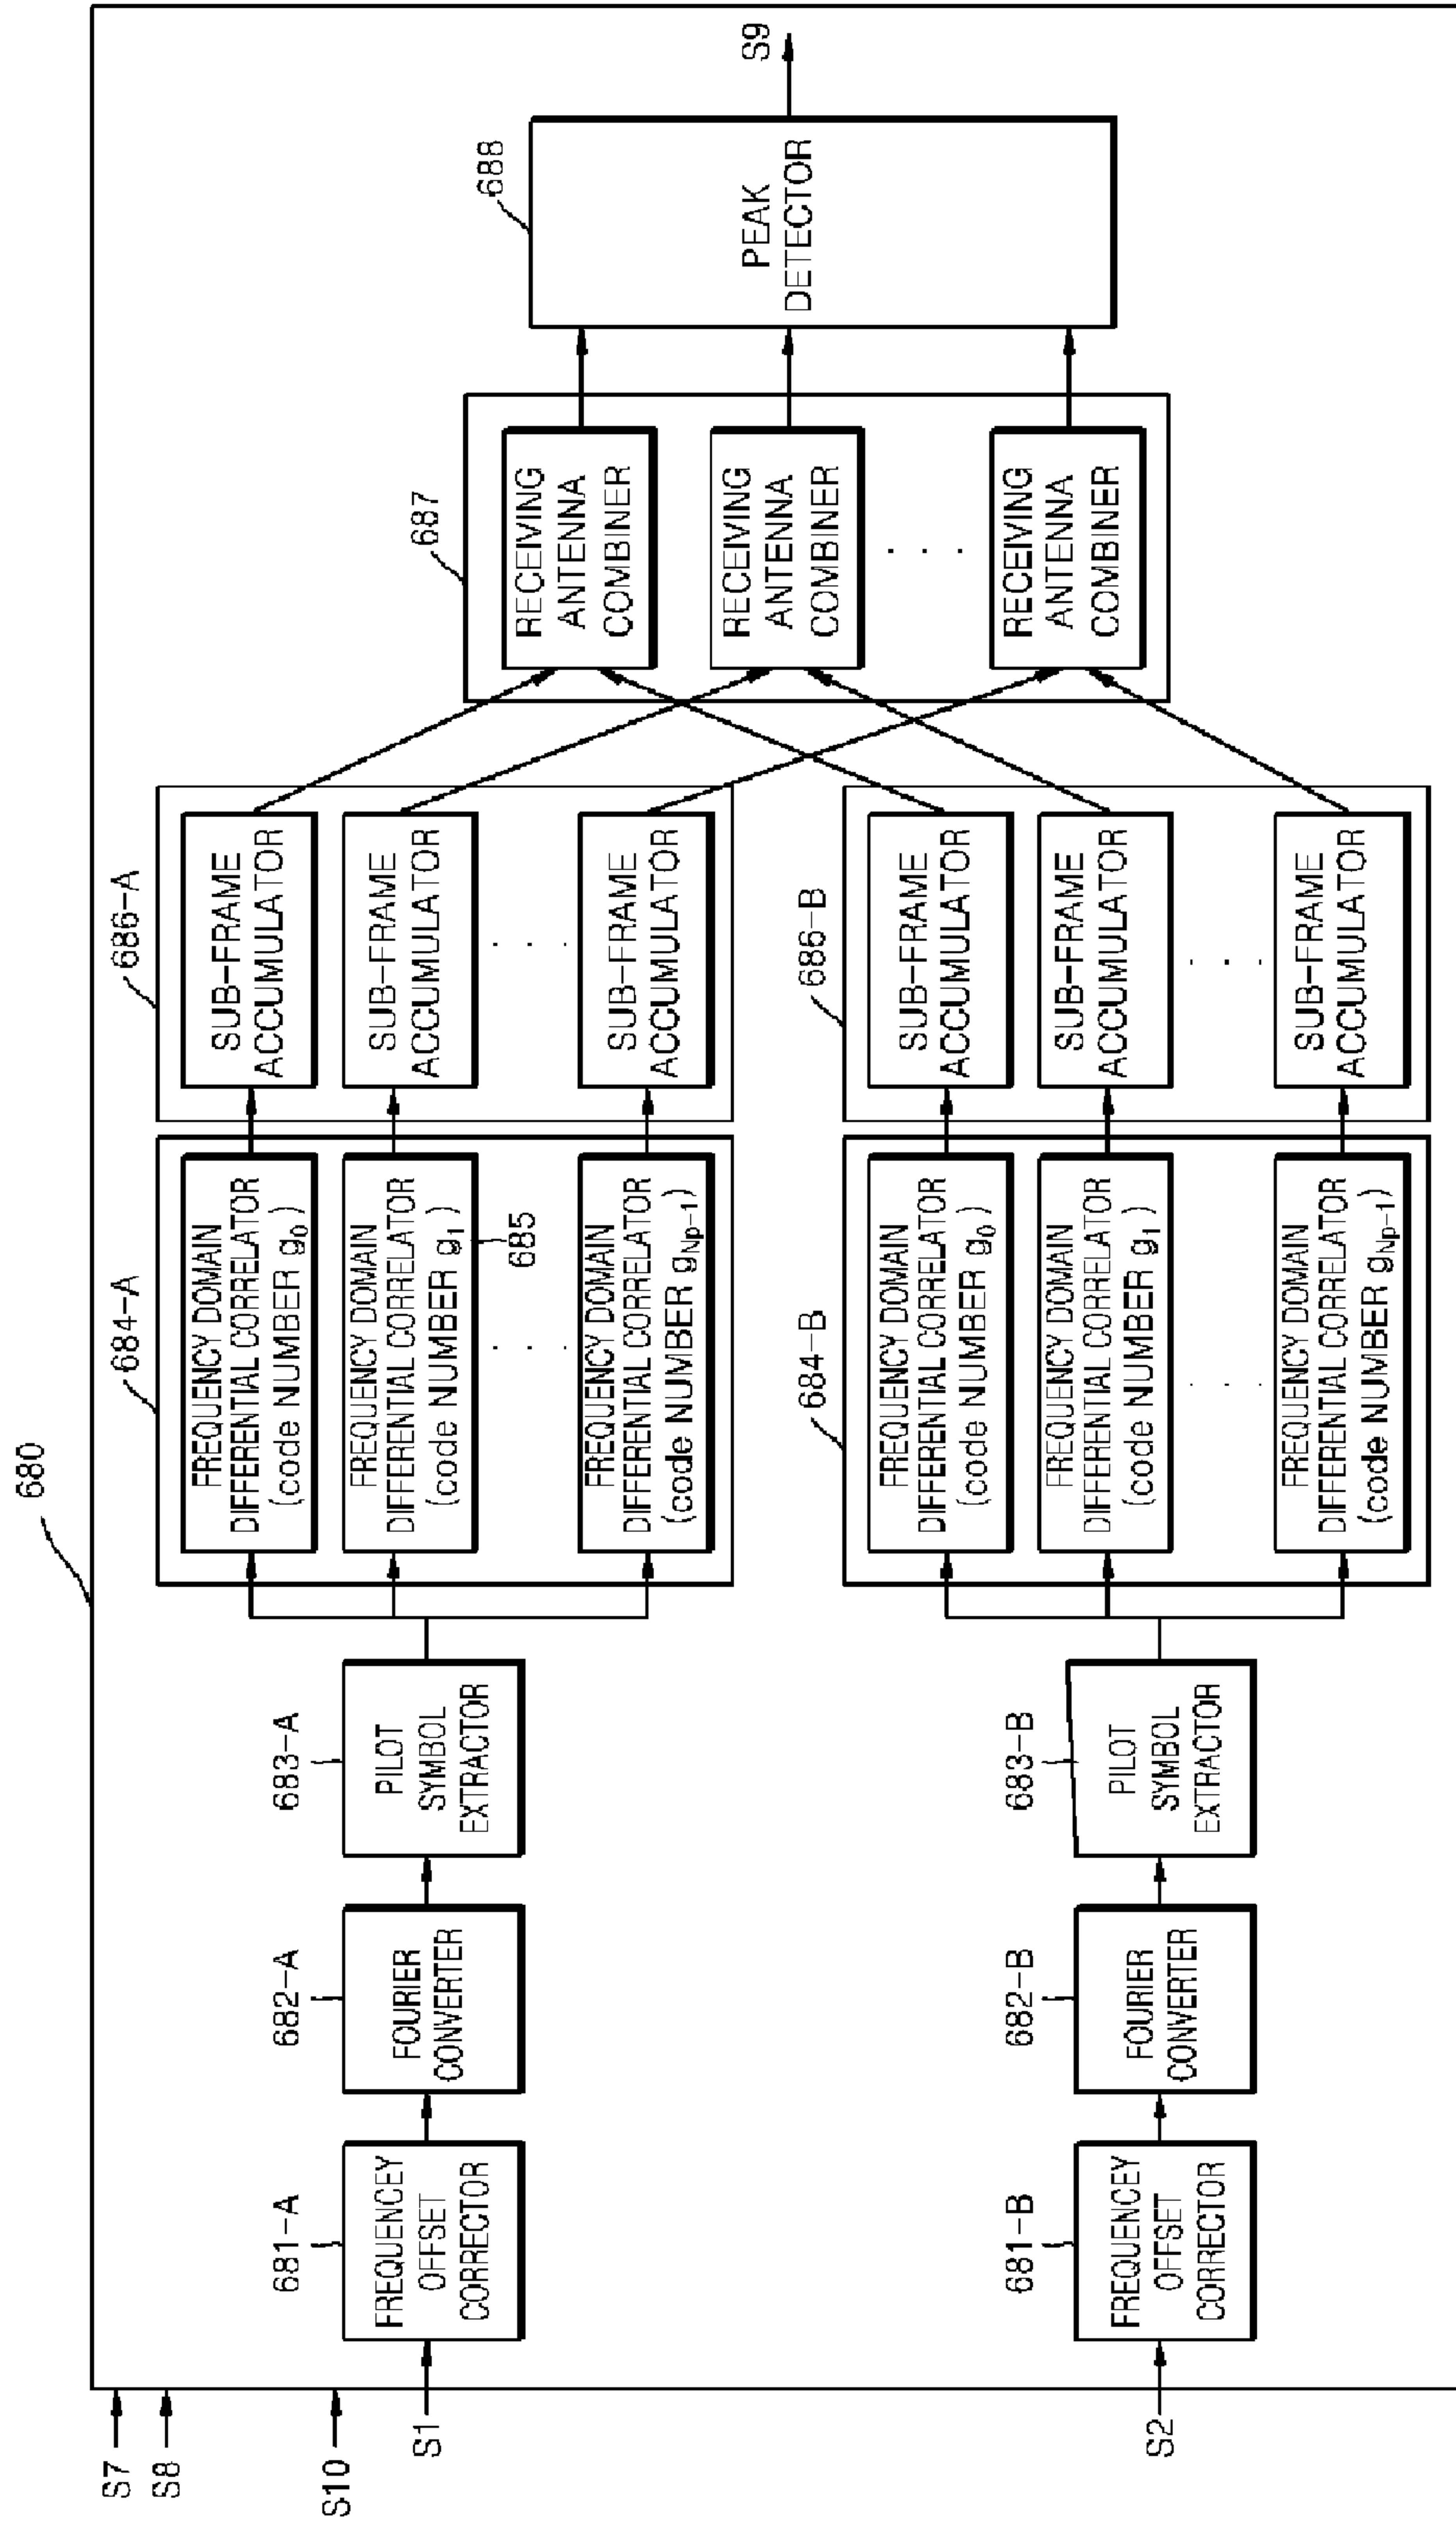 680
S7
S8
S10
S1
681-A
FREQUENCEY
OFFSET
CORRECTOR
682-A
FOURIER
CONVERTER
683-A
PILOT
SYMBOL
EXTRACTOR
684-A
FREQUENCY DOMAIN
DIFFERENTIAL CORRELATOR
(code NUMBER g0)
FREQUENCY DOMAIN
DIFFERENTIAL CORRELATOR
(code NUMBER g1)
685
. . .
FREQUENCY DOMAIN
DIFFERENTIAL CORRELATOR
(code NUMBER gNp-1)
686-A
SUB-FRAME
ACCUMULATOR
SUB-FRAME
ACCUMULATOR
. . .
SUB-FRAME
ACCUMULATOR
S2
681-B
FREQUENCEY
OFFSET
CORRECTOR
682-B
FOURIER
CONVERTER
683-B
PILOT
SYMBOL
EXTRACTOR
684-B
FREQUENCY DOMAIN
DIFFERENTIAL CORRELATOR
(code NUMBER g0)
FREQUENCY DOMAIN
DIFFERENTIAL CORRELATOR
(code NUMBER g1)
. . .
FREQUENCY DOMAIN
DIFFERENTIAL CORRELATOR
(code NUMBER gNp-1)
686-B
SUB-FRAME
ACCUMULATOR
SUB-FRAME
ACCUMULATOR
. . .
SUB-FRAME
ACCUMULATOR
687
RECEIVING
ANTENNA
COMBINER
RECEIVING
ANTENNA
COMBINER
. . .
RECEIVING
ANTENNA
COMBINER
688
PEAK
DETECTOR
S9